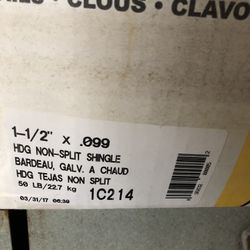 • CLOUS • CLAVO
1-1/2" x .099
HDG NON-SPLIT SHINGLE
BARDEAU, GALV. A CHAUD
HDG TEJAS NON SPLIT
50 LB/22.7 kg 1C214
03/31/17 06:39